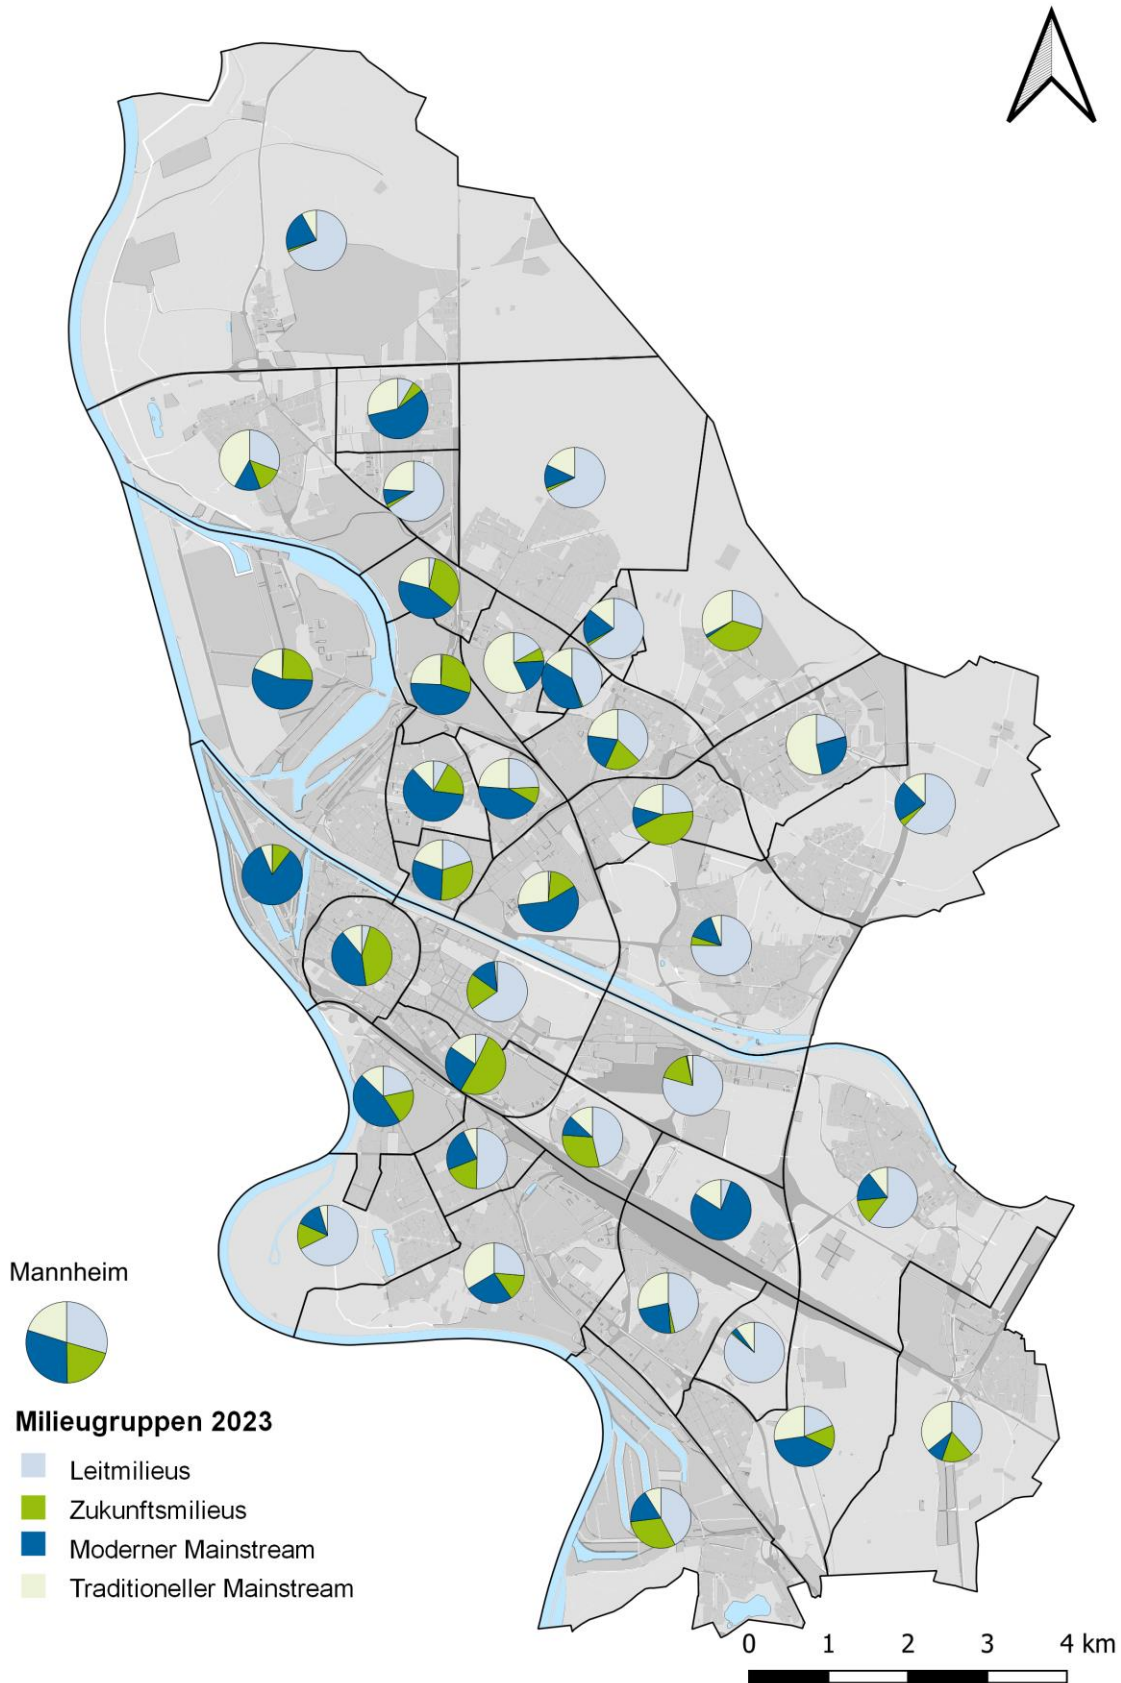 Mannheim
Milieugruppen 2023
Leitmilieus
Zukunftsmilieus
Moderner Mainstream
Traditioneller Mainstream
0 1 2 3 4 km